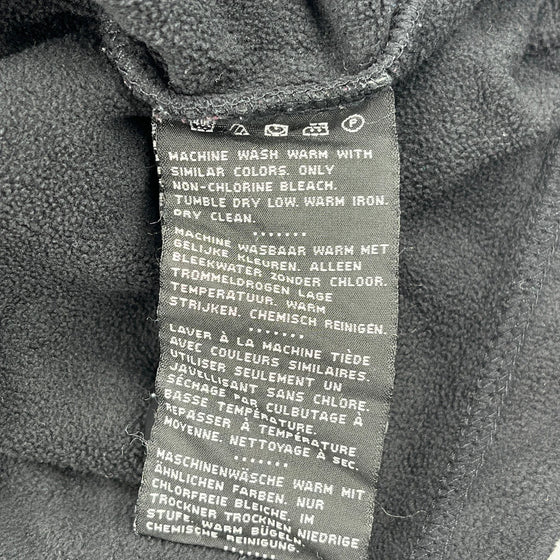 P
MACHINE WASH WARM WITH
SIMILAR COLORS. ONLY
NON-CHLORINE BLEACH.
TUMBLE DRY LOW. WARM IRON.
DRY CLEAN.
MACHINE WASBAAR WARM MET
GELIJKE KLEUREN. ALLEEN
BLEEKWATER ZONDER CHLOOR.
TROMMELDROGEN LAGE
TEMPERATUUR. WARM
STRIJKEN. CHEMISCH REINIGEN.
LAVER À LA MACHINE TIÈDE
AVEC COULEURS SIMILAIRES.
UTILISER SEULEMENT UN
JAVELLISANT SANS CHLORE.
SÉCHAGE PAR CULBUTAGE À
BASSE TEMPÉRATURE.
REPASSER À TEMPÉRATURE
MOYENNE. NETTOYAGE À SEC.
MASCHINENWÄSCHE WARM MIT
ÄHNLICHEN FARBEN. NUR
CHLORFREIE BLEICHE. IM
TROCKNER TROCKNEN NIEDRIGE
STUFE. WARM BÜGELN.
CHEMISCHE REINIGUNG.